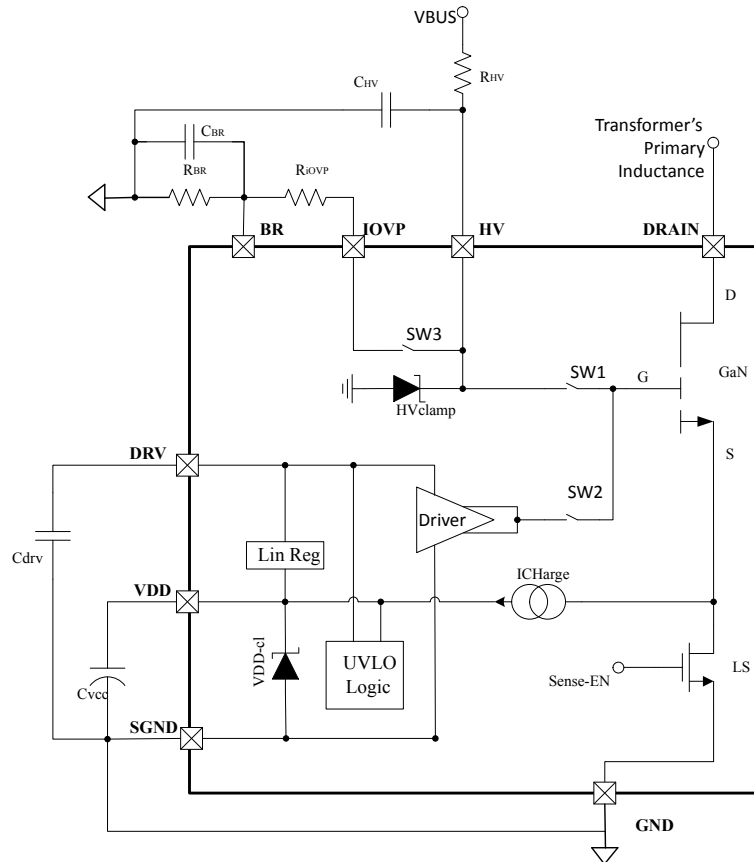 VBUS
RHV
CHV
CBR
RBR
RiOVP
Transformer's
Primary
Inductance
BR
IOVP
HV
DRAIN
D
SW3
SW1
G
GaN
HVclamp
S
DRV
SW2
Driver
Cdrv
Lin Reg
ICHarge
VDD
VDD-cl
UVLO
Logic
LS
Sense-EN
Cvcc
SGND
GND